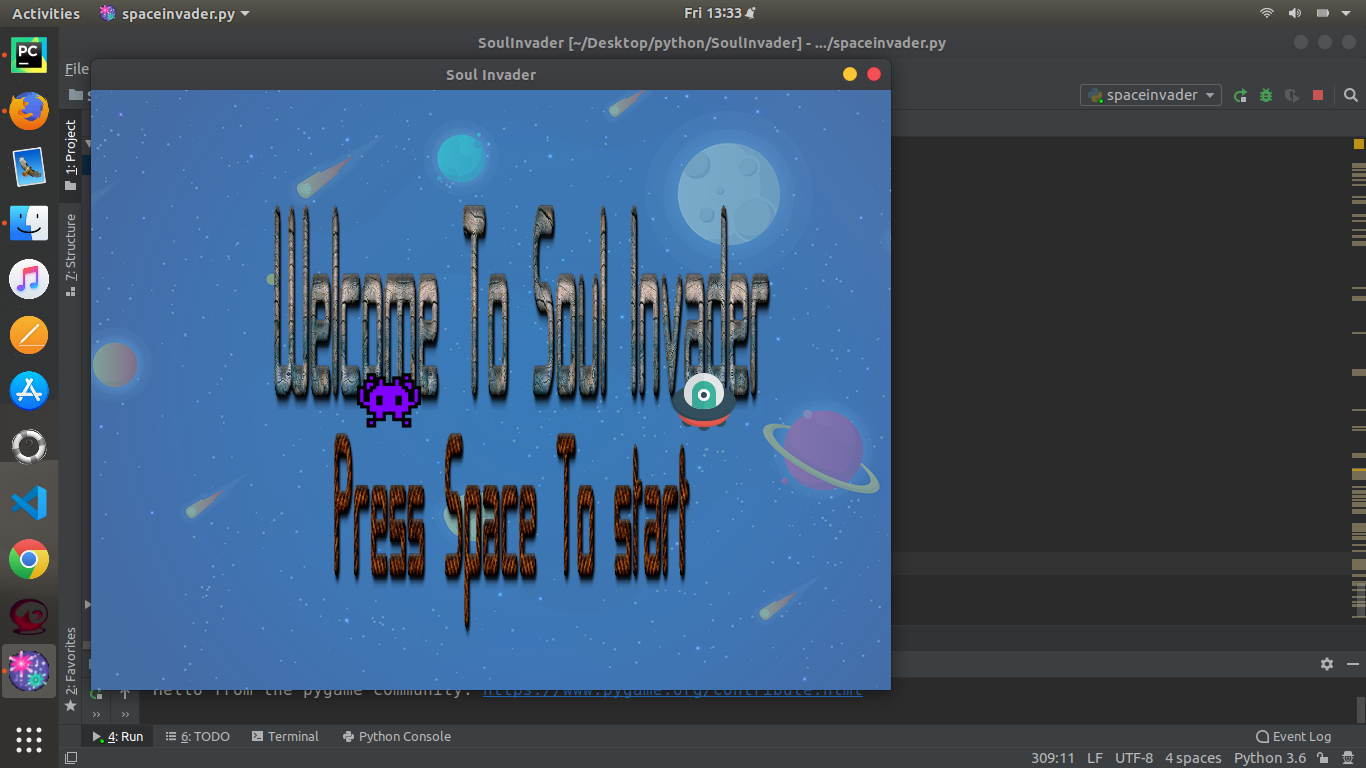 Activities spaceinvader.py Fri 13:33
SoulInvader [~/Desktop/python/SoulInvader] - .../spaceinvader.py
File
Soul Invader
spaceinvader
1: Project
7: Structure
Welcome To Soul Invader
Press Space To start
2: Favorites
Hello from the pygame community. https://www.pygame.org/contribute.html
4: Run 6: TODO Terminal Python Console Event Log
309:11 LF UTF-8 4 spaces Python 3.6
PC